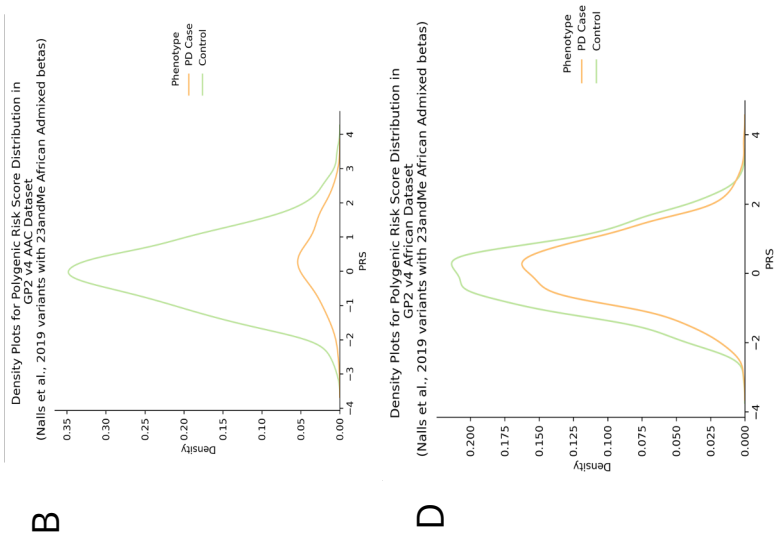 B
Density Plots for Polygenic Risk Score Distribution in
GP2 v4 AAC Dataset
(Nalls et al., 2019 variants with 23andMe African Admixed betas)
Phenotype
PD Case
Control
0.35
0.30
0.25
0.20
0.15
0.10
0.05
0.00
Density
−4
−3
−2
−1
0
1
2
3
4
PRS
D
Density Plots for Polygenic Risk Score Distribution in
GP2 v4 African Dataset
(Nalls et al., 2019 variants with 23andMe African Admixed betas)
Phenotype
PD Case
Control
0.200
0.175
0.150
0.125
0.100
0.075
0.050
0.025
0.000
Density
−4
−2
0
2
4
PRS